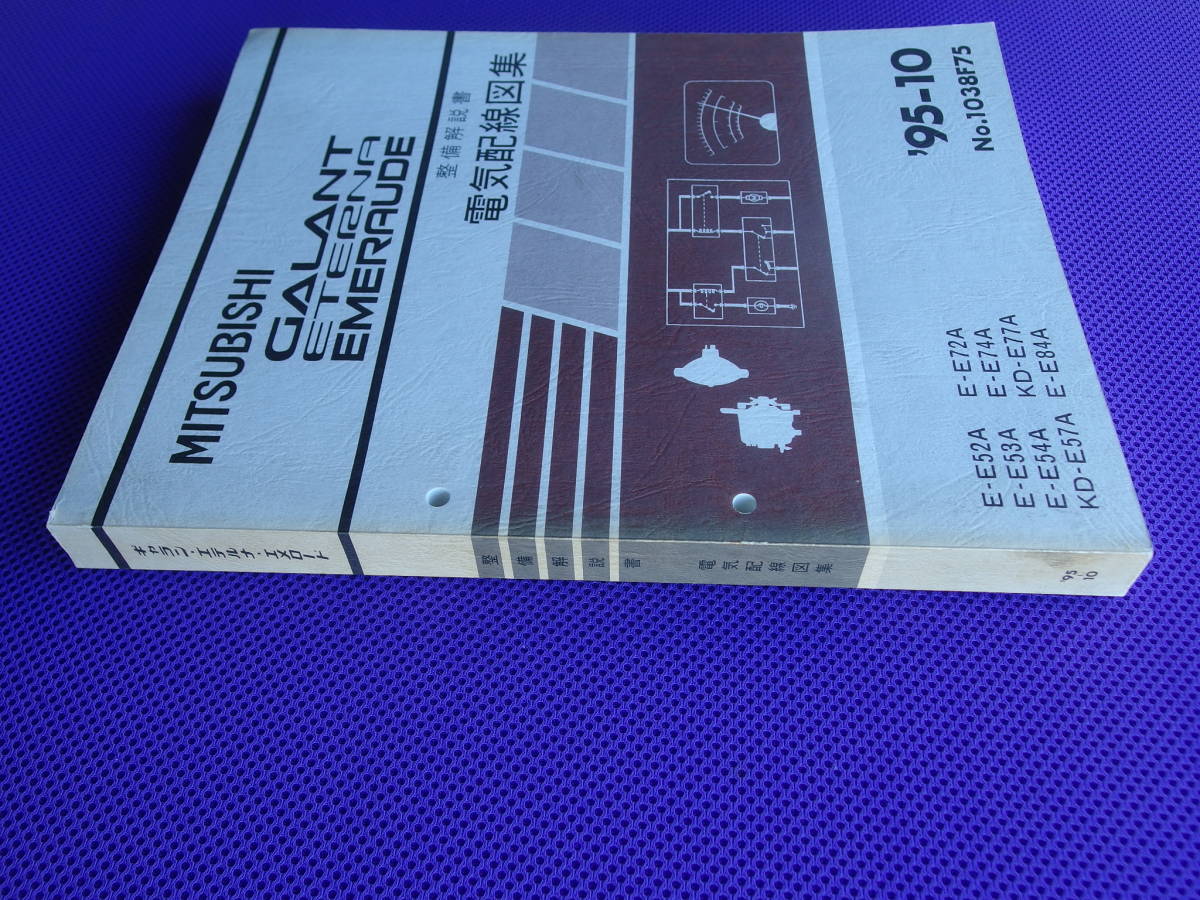 MITSUBISHI
GALANT
ETERNA
EMERAUDE
整備解説書
電気配線図集
'95-10
No.1038F75
E-E52A E-E72A
E-E53A E-E74A
E-E54A KD-E77A
KD-E57A E-E84A
ギャラン・エテルナ・エメロード
整備解説書
電気配線図集
'95
10